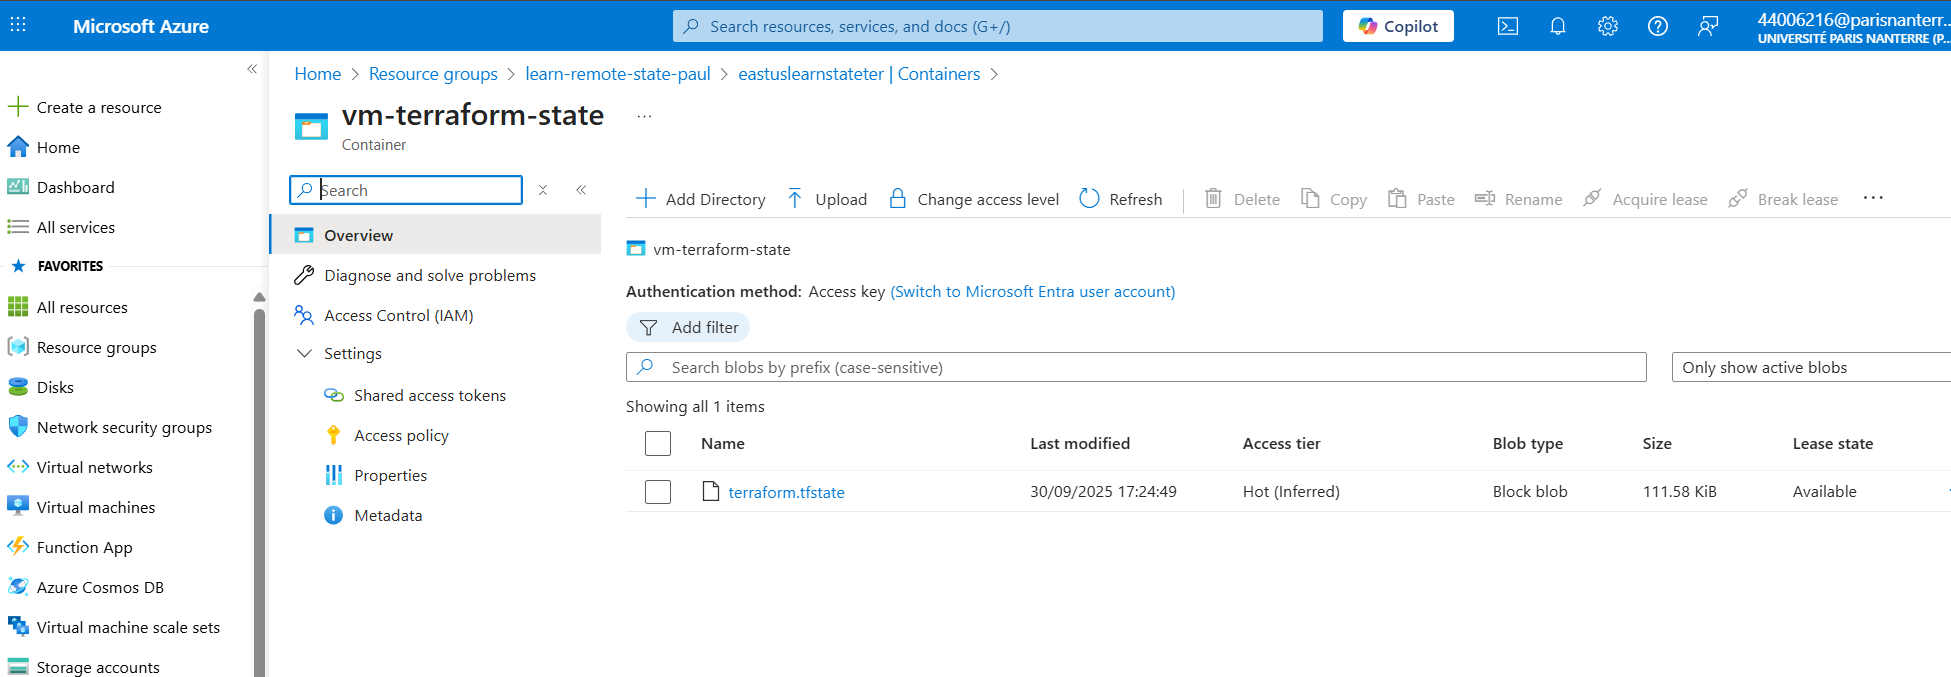 Microsoft Azure
Search resources, services, and docs (G+/)
Copilot
44006216@parisnanterr...
UNIVERSITÉ PARIS NANTERRE (P...
Create a resource
Home
Dashboard
All services
FAVORITES
All resources
Resource groups
Disks
Network security groups
Virtual networks
Virtual machines
Function App
Azure Cosmos DB
Virtual machine scale sets
Storage accounts
Home > Resource groups > learn-remote-state-paul > eastuslearnstateter | Containers >
vm-terraform-state ...
Container
Search
Overview
Diagnose and solve problems
Access Control (IAM)
Settings
Shared access tokens
Access policy
Properties
Metadata
Add Directory Upload Change access level Refresh Delete Copy Paste Rename Acquire lease Break lease ...
vm-terraform-state
Authentication method: Access key (Switch to Microsoft Entra user account)
Add filter
Search blobs by prefix (case-sensitive) Only show active blobs
Showing all 1 items
Name Last modified Access tier Blob type Size Lease state
terraform.tfstate 30/09/2025 17:24:49 Hot (Inferred) Block blob 111.58 KiB Available